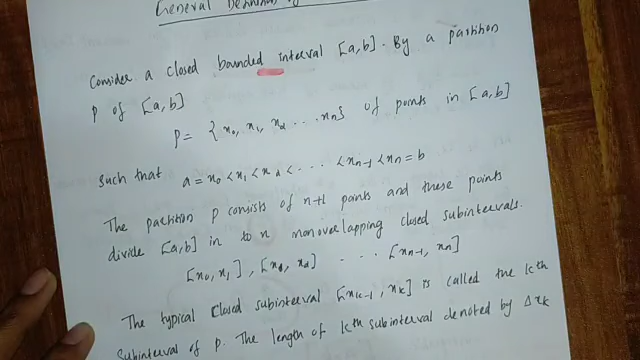 General Definition of
Consider a closed bounded interval [a,b]. By a partition
P of [a,b]
P = {x0, x1, x2 .... xn} of points in [a,b]
such that a = x0 < x1 < x2 < .... < xn-1 < xn = b
The partition P consists of n+1 points and these points
divide [a,b] in to n nonoverlapping closed subintervals.
[x0, x1], [x1, x2] .... [xn-1, xn]
The typical closed subinterval [xk-1, xk] is called the kth
subinterval of P. The length of kth subinterval denoted by Δxk